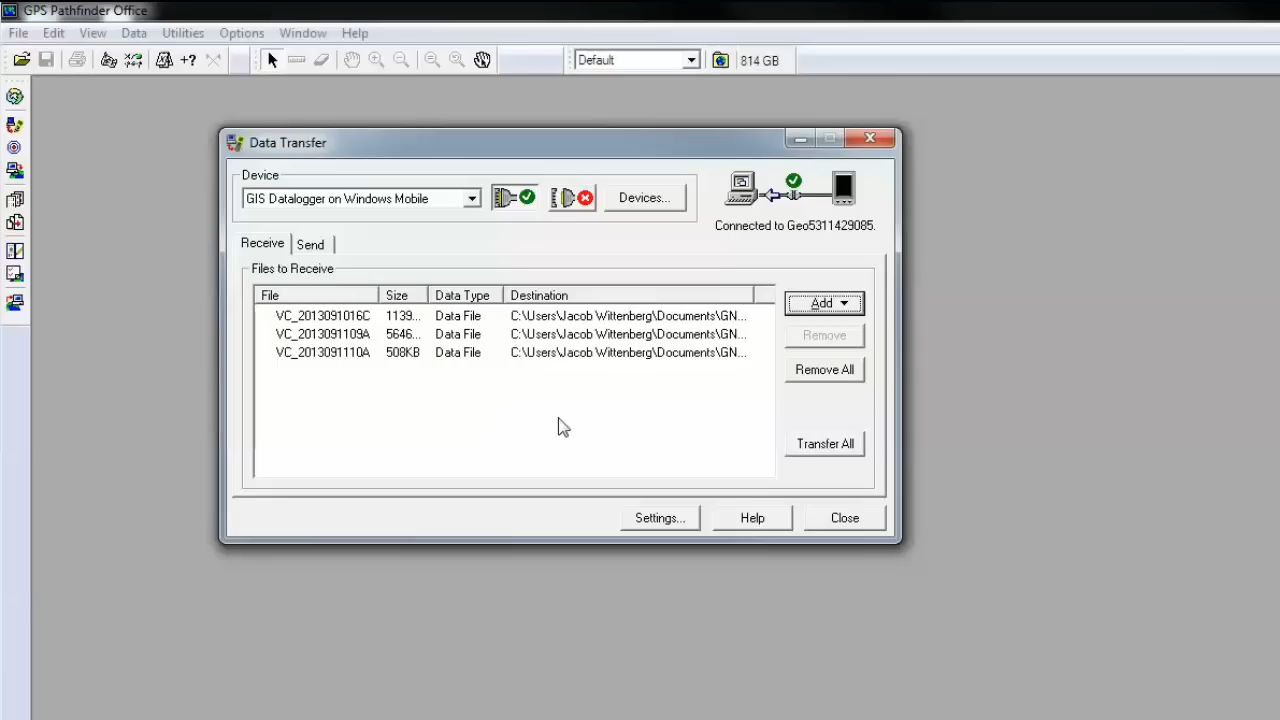 GPS Pathfinder Office
File Edit View Data Utilities Options Window Help
Default 814 GB
Data Transfer
Device
GIS Datalogger on Windows Mobile Devices...
Connected to Geo5311429085.
Receive Send
Files to Receive
File Size Data Type Destination
VC_2013091016C 1139... Data File C:\Users\Jacob Wittenberg\Documents\GN...
VC_2013091109A 5646... Data File C:\Users\Jacob Wittenberg\Documents\GN...
VC_2013091110A 508KB Data File C:\Users\Jacob Wittenberg\Documents\GN...
Add
Remove
Remove All
Transfer All
Settings... Help Close